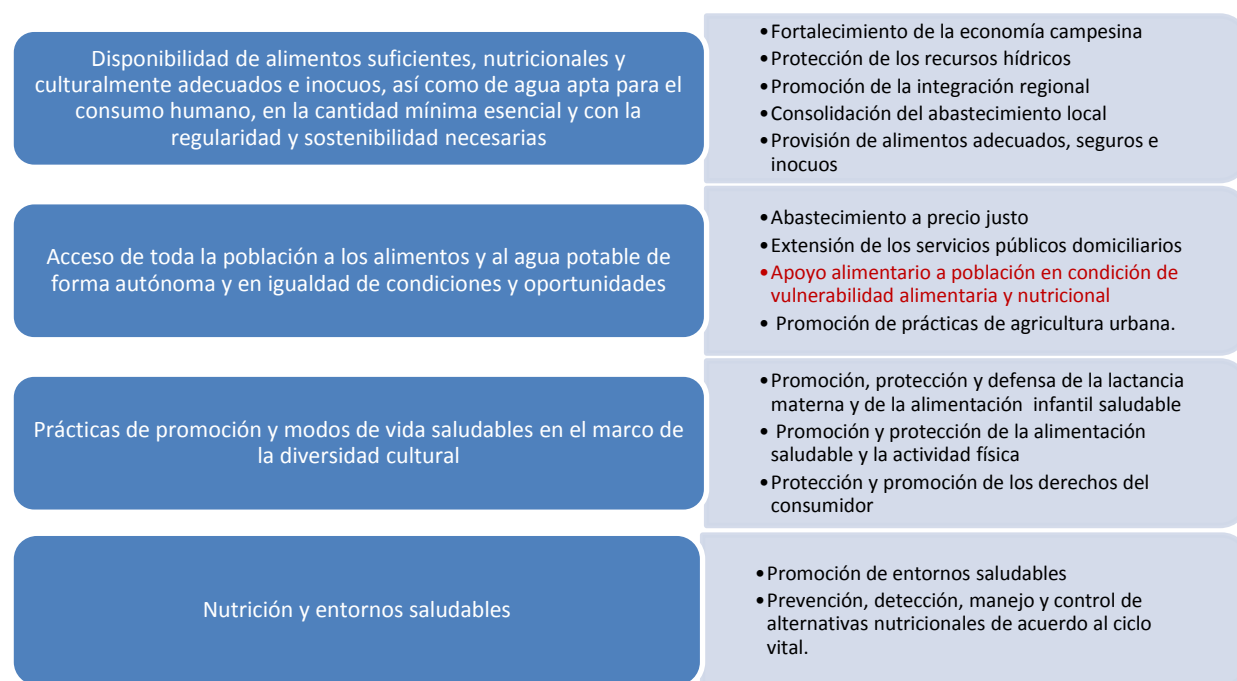 Disponibilidad de alimentos suficientes, nutricionales y
culturalmente adecuados e inocuos, así como de agua apta para el
consumo humano, en la cantidad mínima esencial y con la
regularidad y sostenibilidad necesarias
•Fortalecimiento de la economía campesina
•Protección de los recursos hídricos
•Promoción de la integración regional
•Consolidación del abastecimiento local
•Provisión de alimentos adecuados, seguros e
inocuos
Acceso de toda la población a los alimentos y al agua potable de
forma autónoma y en igualdad de condiciones y oportunidades
•Abastecimiento a precio justo
•Extensión de los servicios públicos domiciliarios
•Apoyo alimentario a población en condición de
vulnerabilidad alimentaria y nutricional
• Promoción de prácticas de agricultura urbana.
Prácticas de promoción y modos de vida saludables en el marco de
la diversidad cultural
•Promoción, protección y defensa de la lactancia
materna y de la alimentación infantil saludable
• Promoción y protección de la alimentación
saludable y la actividad física
•Protección y promoción de los derechos del
consumidor
Nutrición y entornos saludables
•Promoción de entornos saludables
•Prevención, detección, manejo y control de
alternativas nutricionales de acuerdo al ciclo
vital.